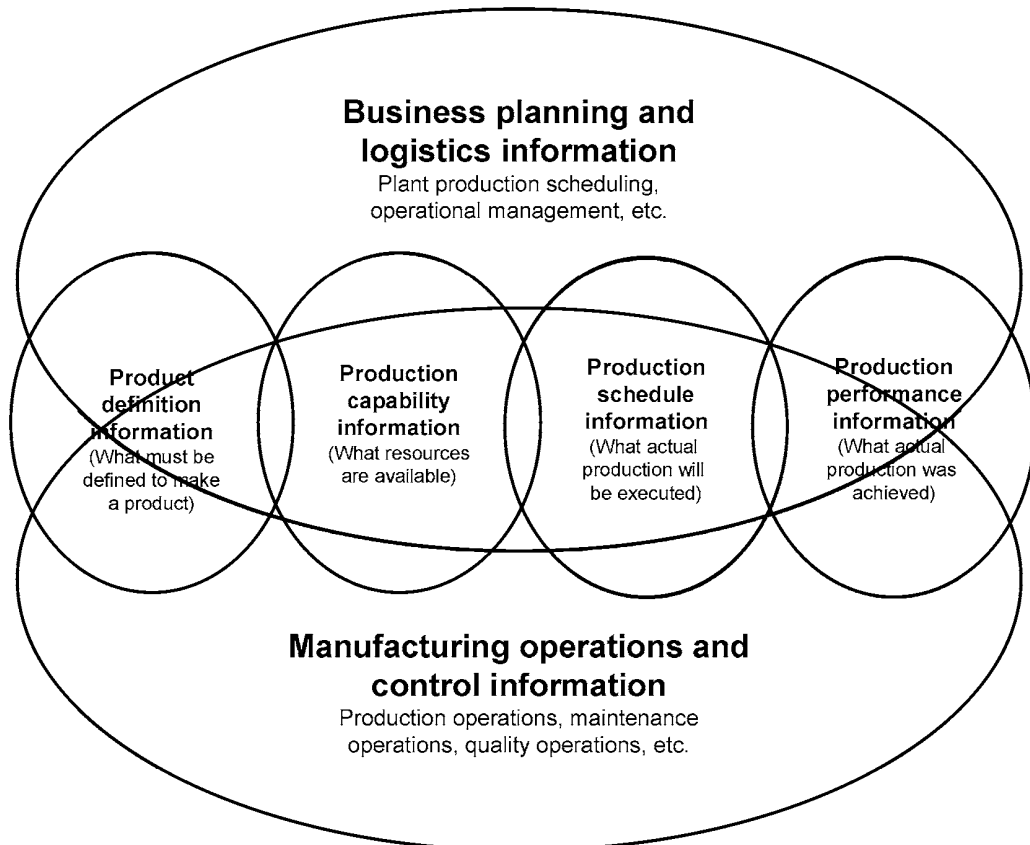 Business planning and
logistics information
Plant production scheduling,
operational management, etc.
Product
definition
information
(What must be
defined to make
a product)
Production
capability
information
(What resources
are available)
Production
schedule
information
(What actual
production will
be executed)
Production
performance
information
(What actual
production was
achieved)
Manufacturing operations and
control information
Production operations, maintenance
operations, quality operations, etc.